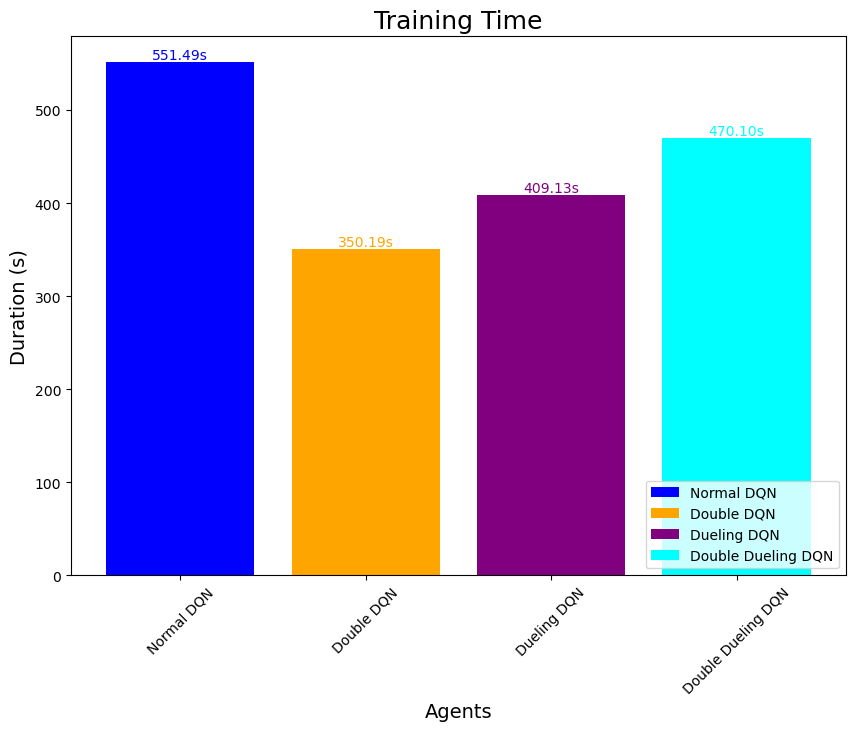 Training Time
551.49s
350.19s
409.13s
470.10s
Duration (s)
500
400
300
200
100
0
Normal DQN
Double DQN
Dueling DQN
Double Dueling DQN
Normal DQN
Double DQN
Dueling DQN
Double Dueling DQN
Agents